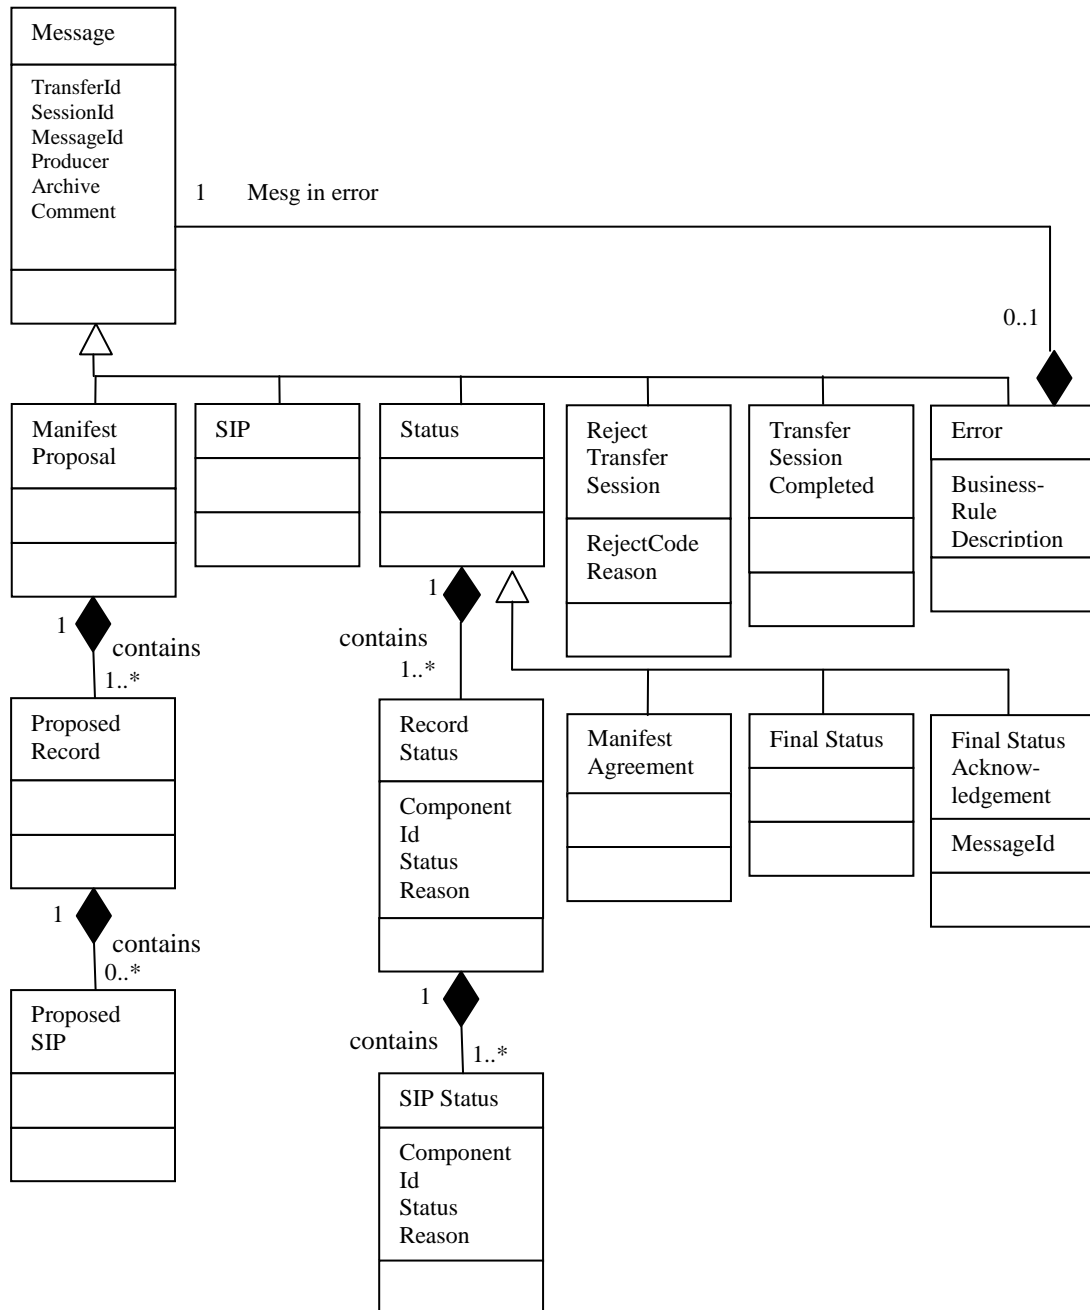 Message
TransferId
SessionId
MessageId
Producer
Archive
Comment
1 Mesg in error
0..1
Manifest
Proposal
SIP
Status
Reject
Transfer
Session
RejectCode
Reason
Transfer
Session
Completed
Error
Business-
Rule
Description
1
contains
1..*
1
contains
1..*
Proposed
Record
Record
Status
Component
Id
Status
Reason
Manifest
Agreement
Final Status
Final Status
Acknow-
ledgement
MessageId
1
contains
0..*
1
contains
1..*
Proposed
SIP
SIP Status
Component
Id
Status
Reason